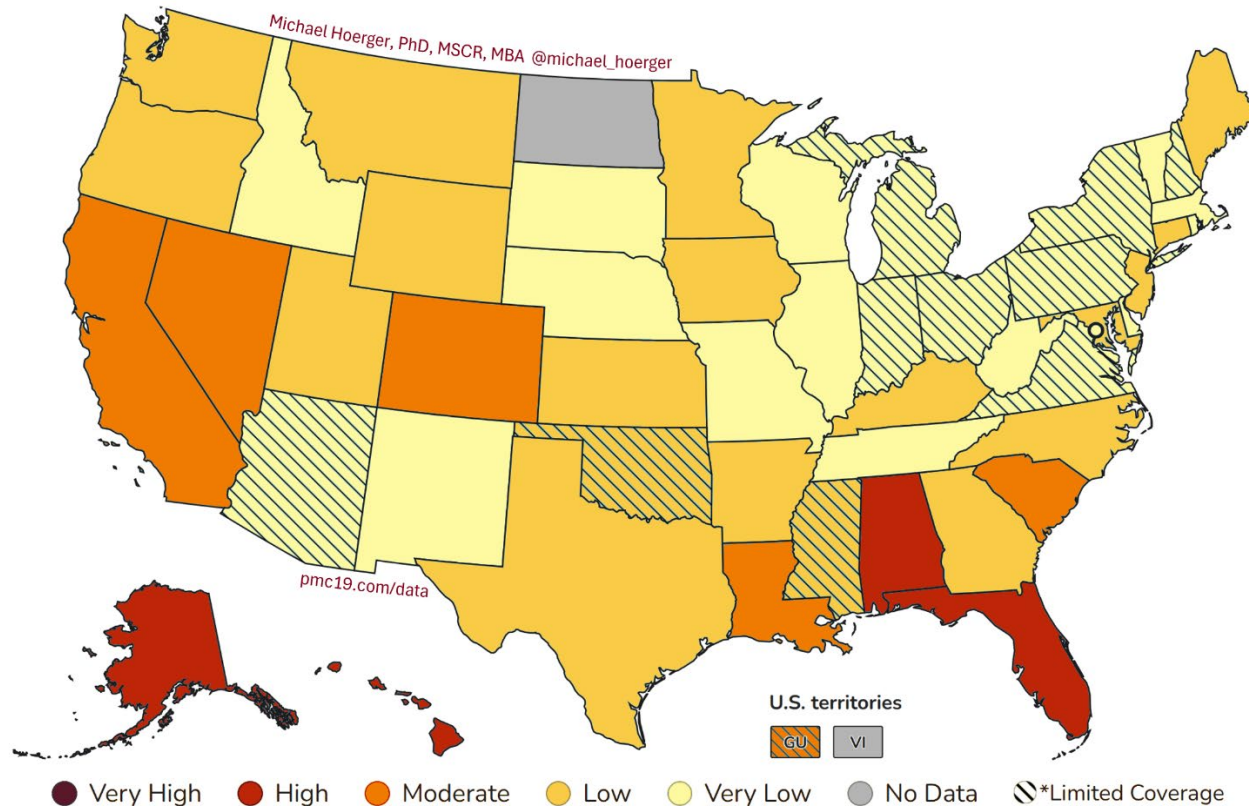 Michael Hoerger, PhD, MSCR, MBA @michael_hoerger
pmc19.com/data
U.S. territories
GU VI
Very High High Moderate Low Very Low No Data *Limited Coverage